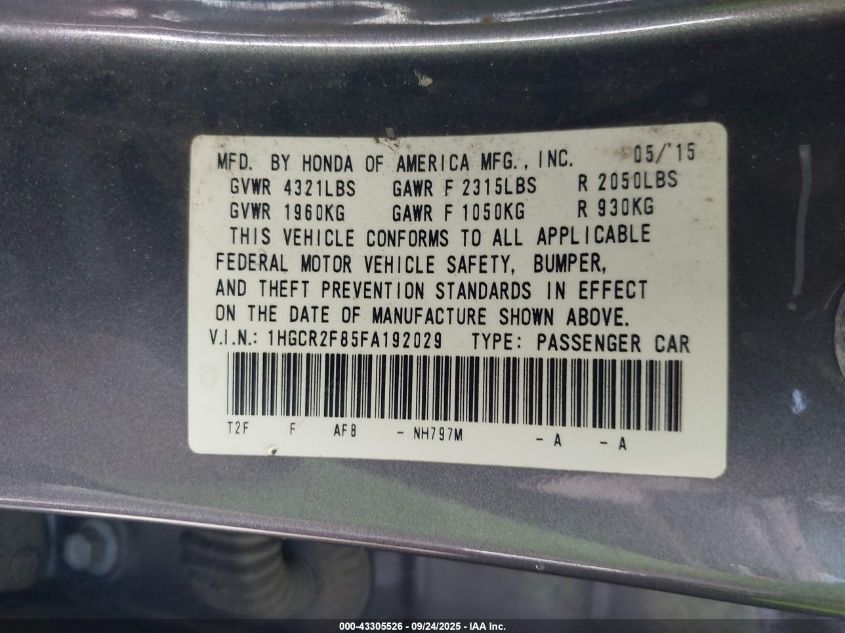 MFD. BY HONDA OF AMERICA MFG., INC. 05/'15
GVWR 4321LBS GAWR F 2315LBS R 2050LBS
GVWR 1960KG GAWR F 1050KG R 930KG
THIS VEHICLE CONFORMS TO ALL APPLICABLE
FEDERAL MOTOR VEHICLE SAFETY, BUMPER,
AND THEFT PREVENTION STANDARDS IN EFFECT
ON THE DATE OF MANUFACTURE SHOWN ABOVE.
V.I.N.: 1HGCR2F85FA192029 TYPE: PASSENGER CAR
T2F F AF8 - NH797M - A - A
000-43305526 - 09/24/2025 - IAA Inc.